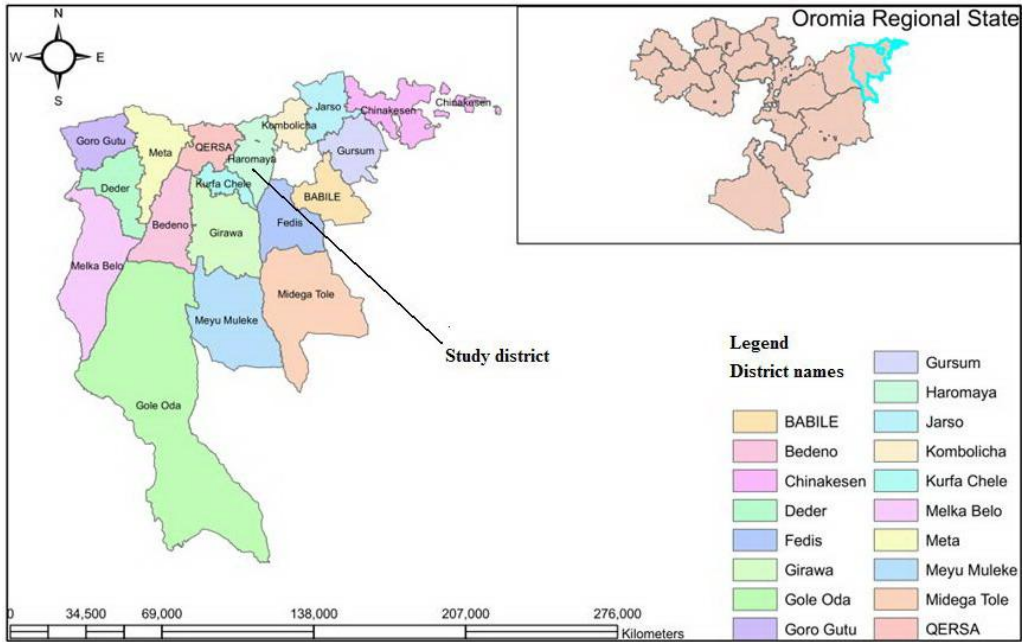 Oromia Regional State
N
W
E
S
Jarso
Chinakesen
Chinakesen
Kombolicha
Goro Gutu
Meta
QERSA
Haromaya
Gursum
Deder
Kurfa Chele
BABILE
Bedeno
Fedis
Girawa
Melka Belo
Midega Tole
Meyu Muleke
Study district
Gole Oda
Legend
District names
BABILE
Bedeno
Chinakesen
Deder
Fedis
Girawa
Gole Oda
Goro Gutu
Gursum
Haromaya
Jarso
Kombolicha
Kurfa Chele
Melka Belo
Meta
Meyu Muleke
Midega Tole
QERSA
0 34,500 69,000 138,000 207,000 276,000
Kilometers